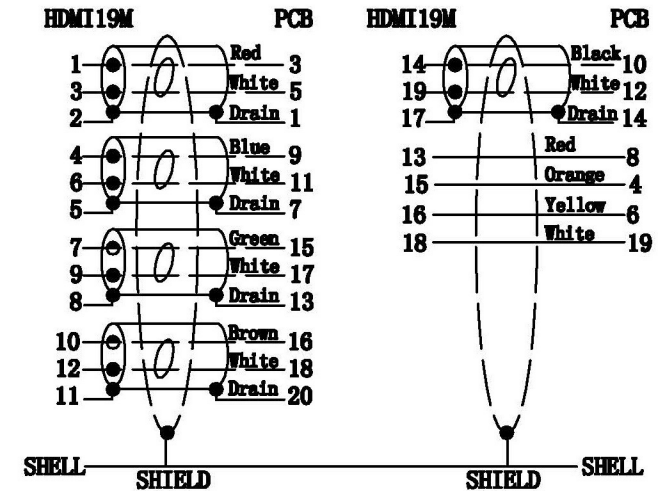 HDMI19M PCB HDMI19M PCB
1 Red 3 14 Black 10
3 White 5 19 White 12
2 Drain 1 17 Drain 14
4 Blue 9 13 Red 8
6 White 11 15 Orange 4
5 Drain 7 16 Yellow 6
7 Green 15 18 White 19
9 White 17
8 Drain 13
10 Brown 16
12 White 18
11 Drain 20
SHELL SHIELD SHIELD SHELL